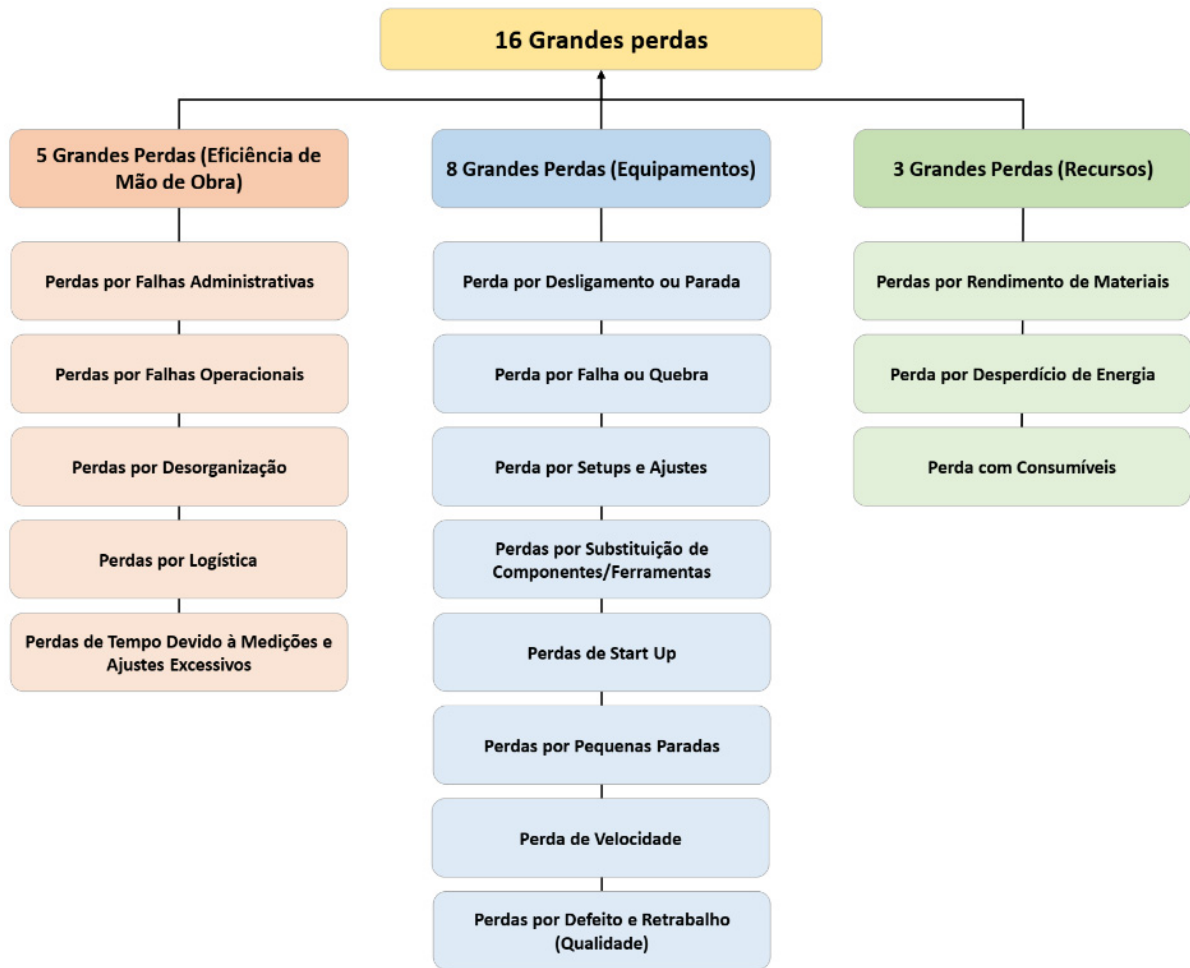 16 Grandes perdas
5 Grandes Perdas (Eficiência de
Mão de Obra)
Perdas por Falhas Administrativas
Perdas por Falhas Operacionais
Perdas por Desorganização
Perdas por Logística
Perdas de Tempo Devido à Medições e
Ajustes Excessivos
8 Grandes Perdas (Equipamentos)
Perda por Desligamento ou Parada
Perda por Falha ou Quebra
Perda por Setups e Ajustes
Perdas por Substituição de
Componentes/Ferramentas
Perdas de Start Up
Perdas por Pequenas Paradas
Perda de Velocidade
Perdas por Defeito e Retrabalho
(Qualidade)
3 Grandes Perdas (Recursos)
Perdas por Rendimento de Materiais
Perda por Desperdício de Energia
Perda com Consumíveis